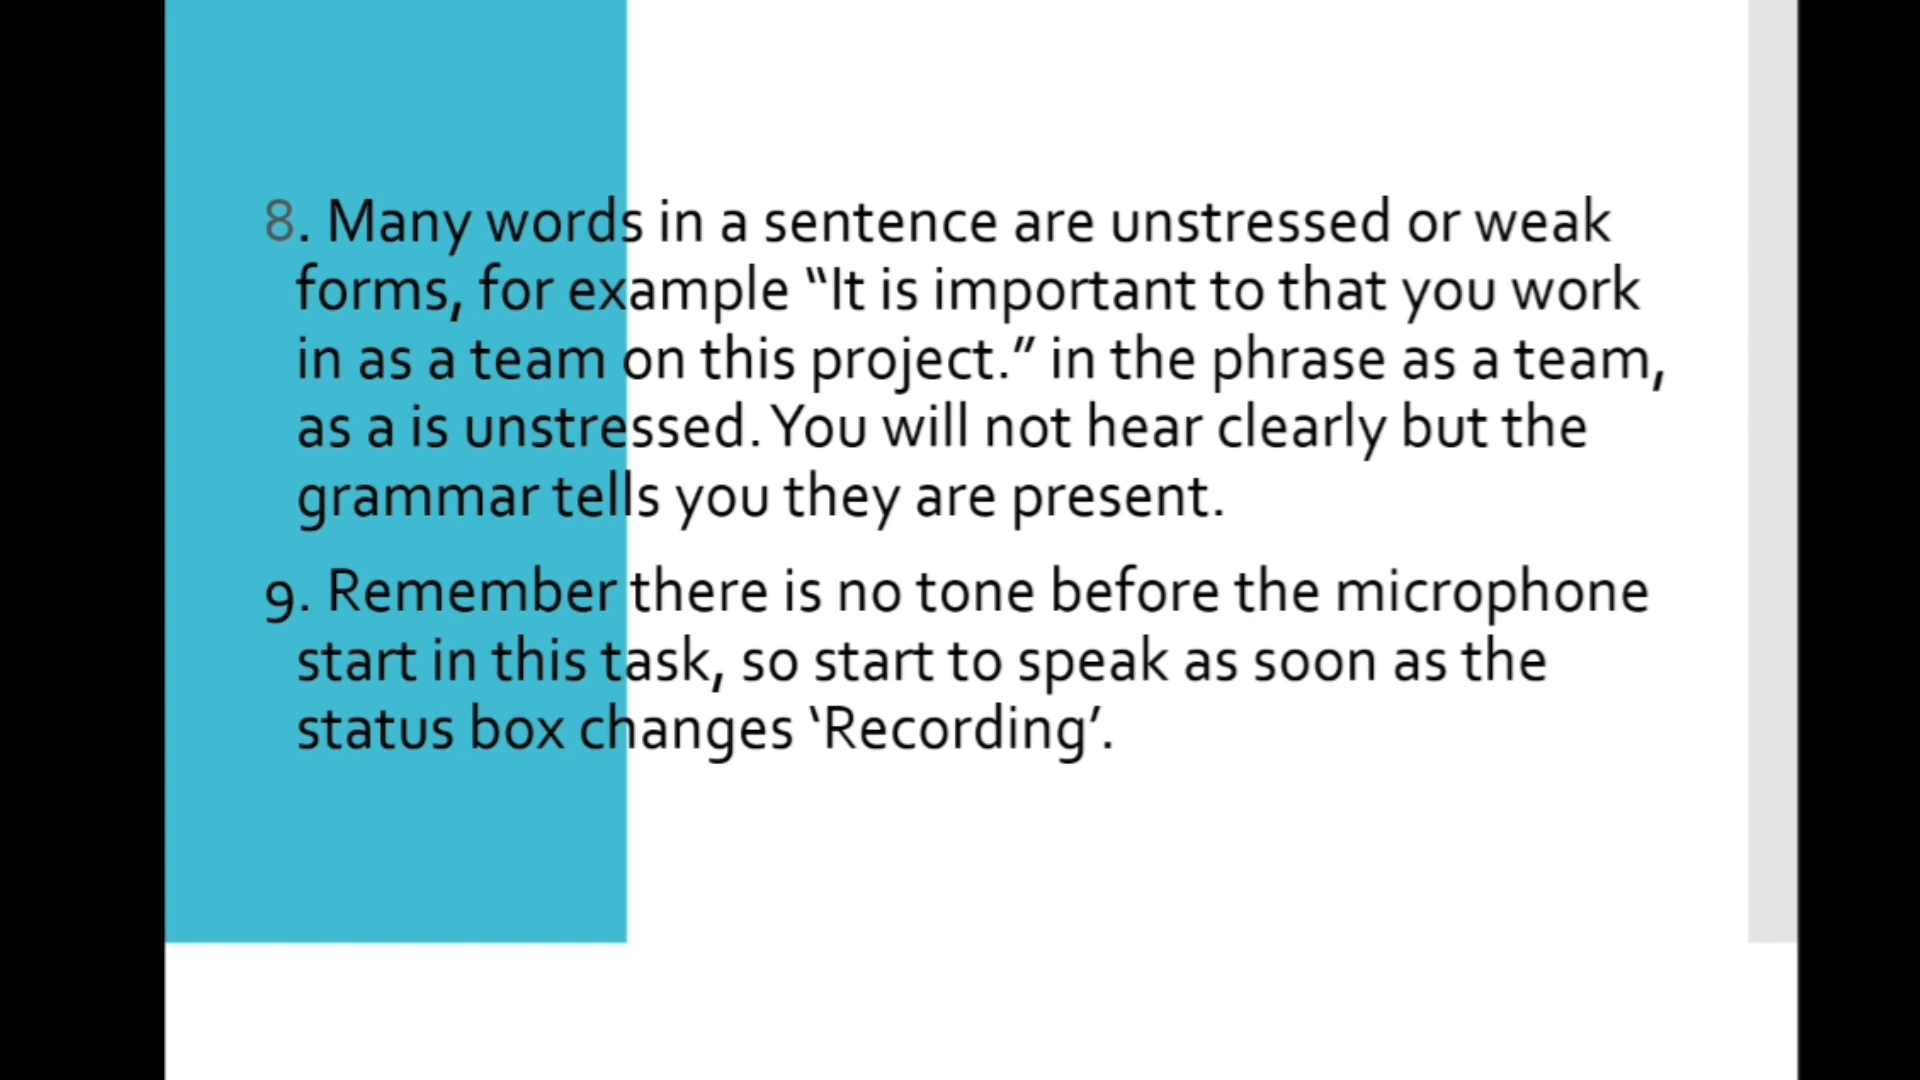 8. Many words in a sentence are unstressed or weak
forms, for example “It is important to that you work
in as a team on this project.” in the phrase as a team,
as a is unstressed. You will not hear clearly but the
grammar tells you they are present.
9. Remember there is no tone before the microphone
start in this task, so start to speak as soon as the
status box changes ‘Recording’.